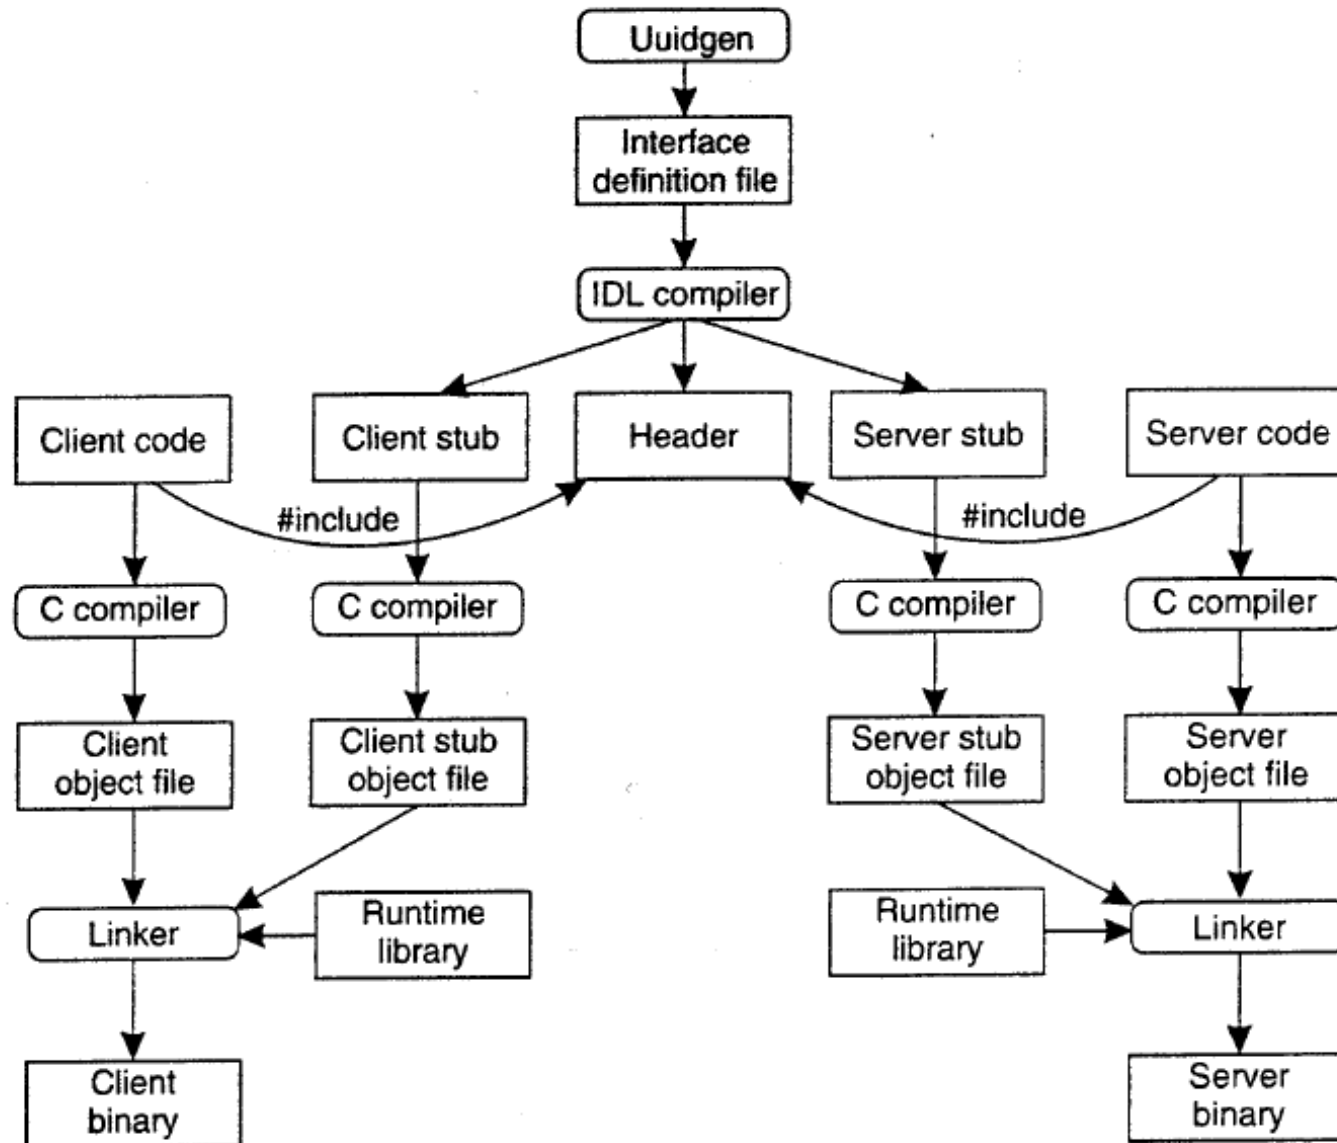 Uuidgen
Interface
definition file
IDL compiler
Client code
Client stub
Header
Server stub
Server code
#include
#include
C compiler
C compiler
C compiler
C compiler
Client
object file
Client stub
object file
Server stub
object file
Server
object file
Linker
Runtime
library
Runtime
library
Linker
Client
binary
Server
binary